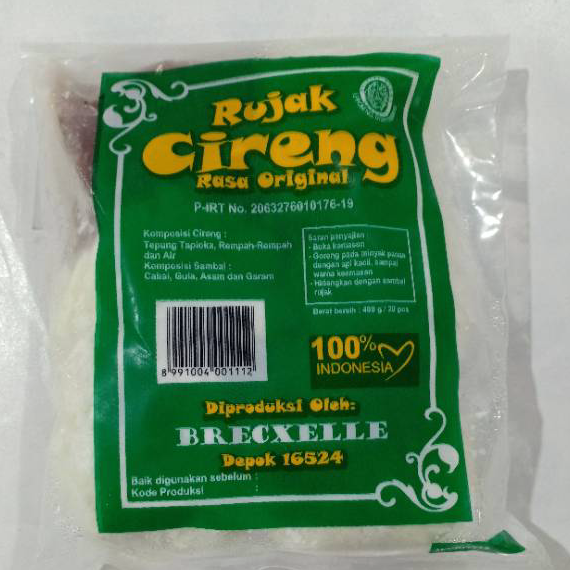 Rujak
Cireng
Rasa Original
P-IRT No. 2063276010176-19
Komposisi Cireng :
Tepung Tapioka, Rempah-Rempah
dan Air
Komposisi Sambal :
Cabai, Gula, Asam dan Garam
Saran penyajian :
- Buka kemasan
- Goreng pada minyak panas
dengan api kecil, sampai
warna keemasan
- Hidangkan dengan sambal
rujak
Berat bersih : 400 g / 20 pcs
8 991004 001112
100%
INDONESIA
Diproduksi Oleh:
BRECXELLE
Depok 16524
Baik digunakan sebelum :
Kode Produksi :